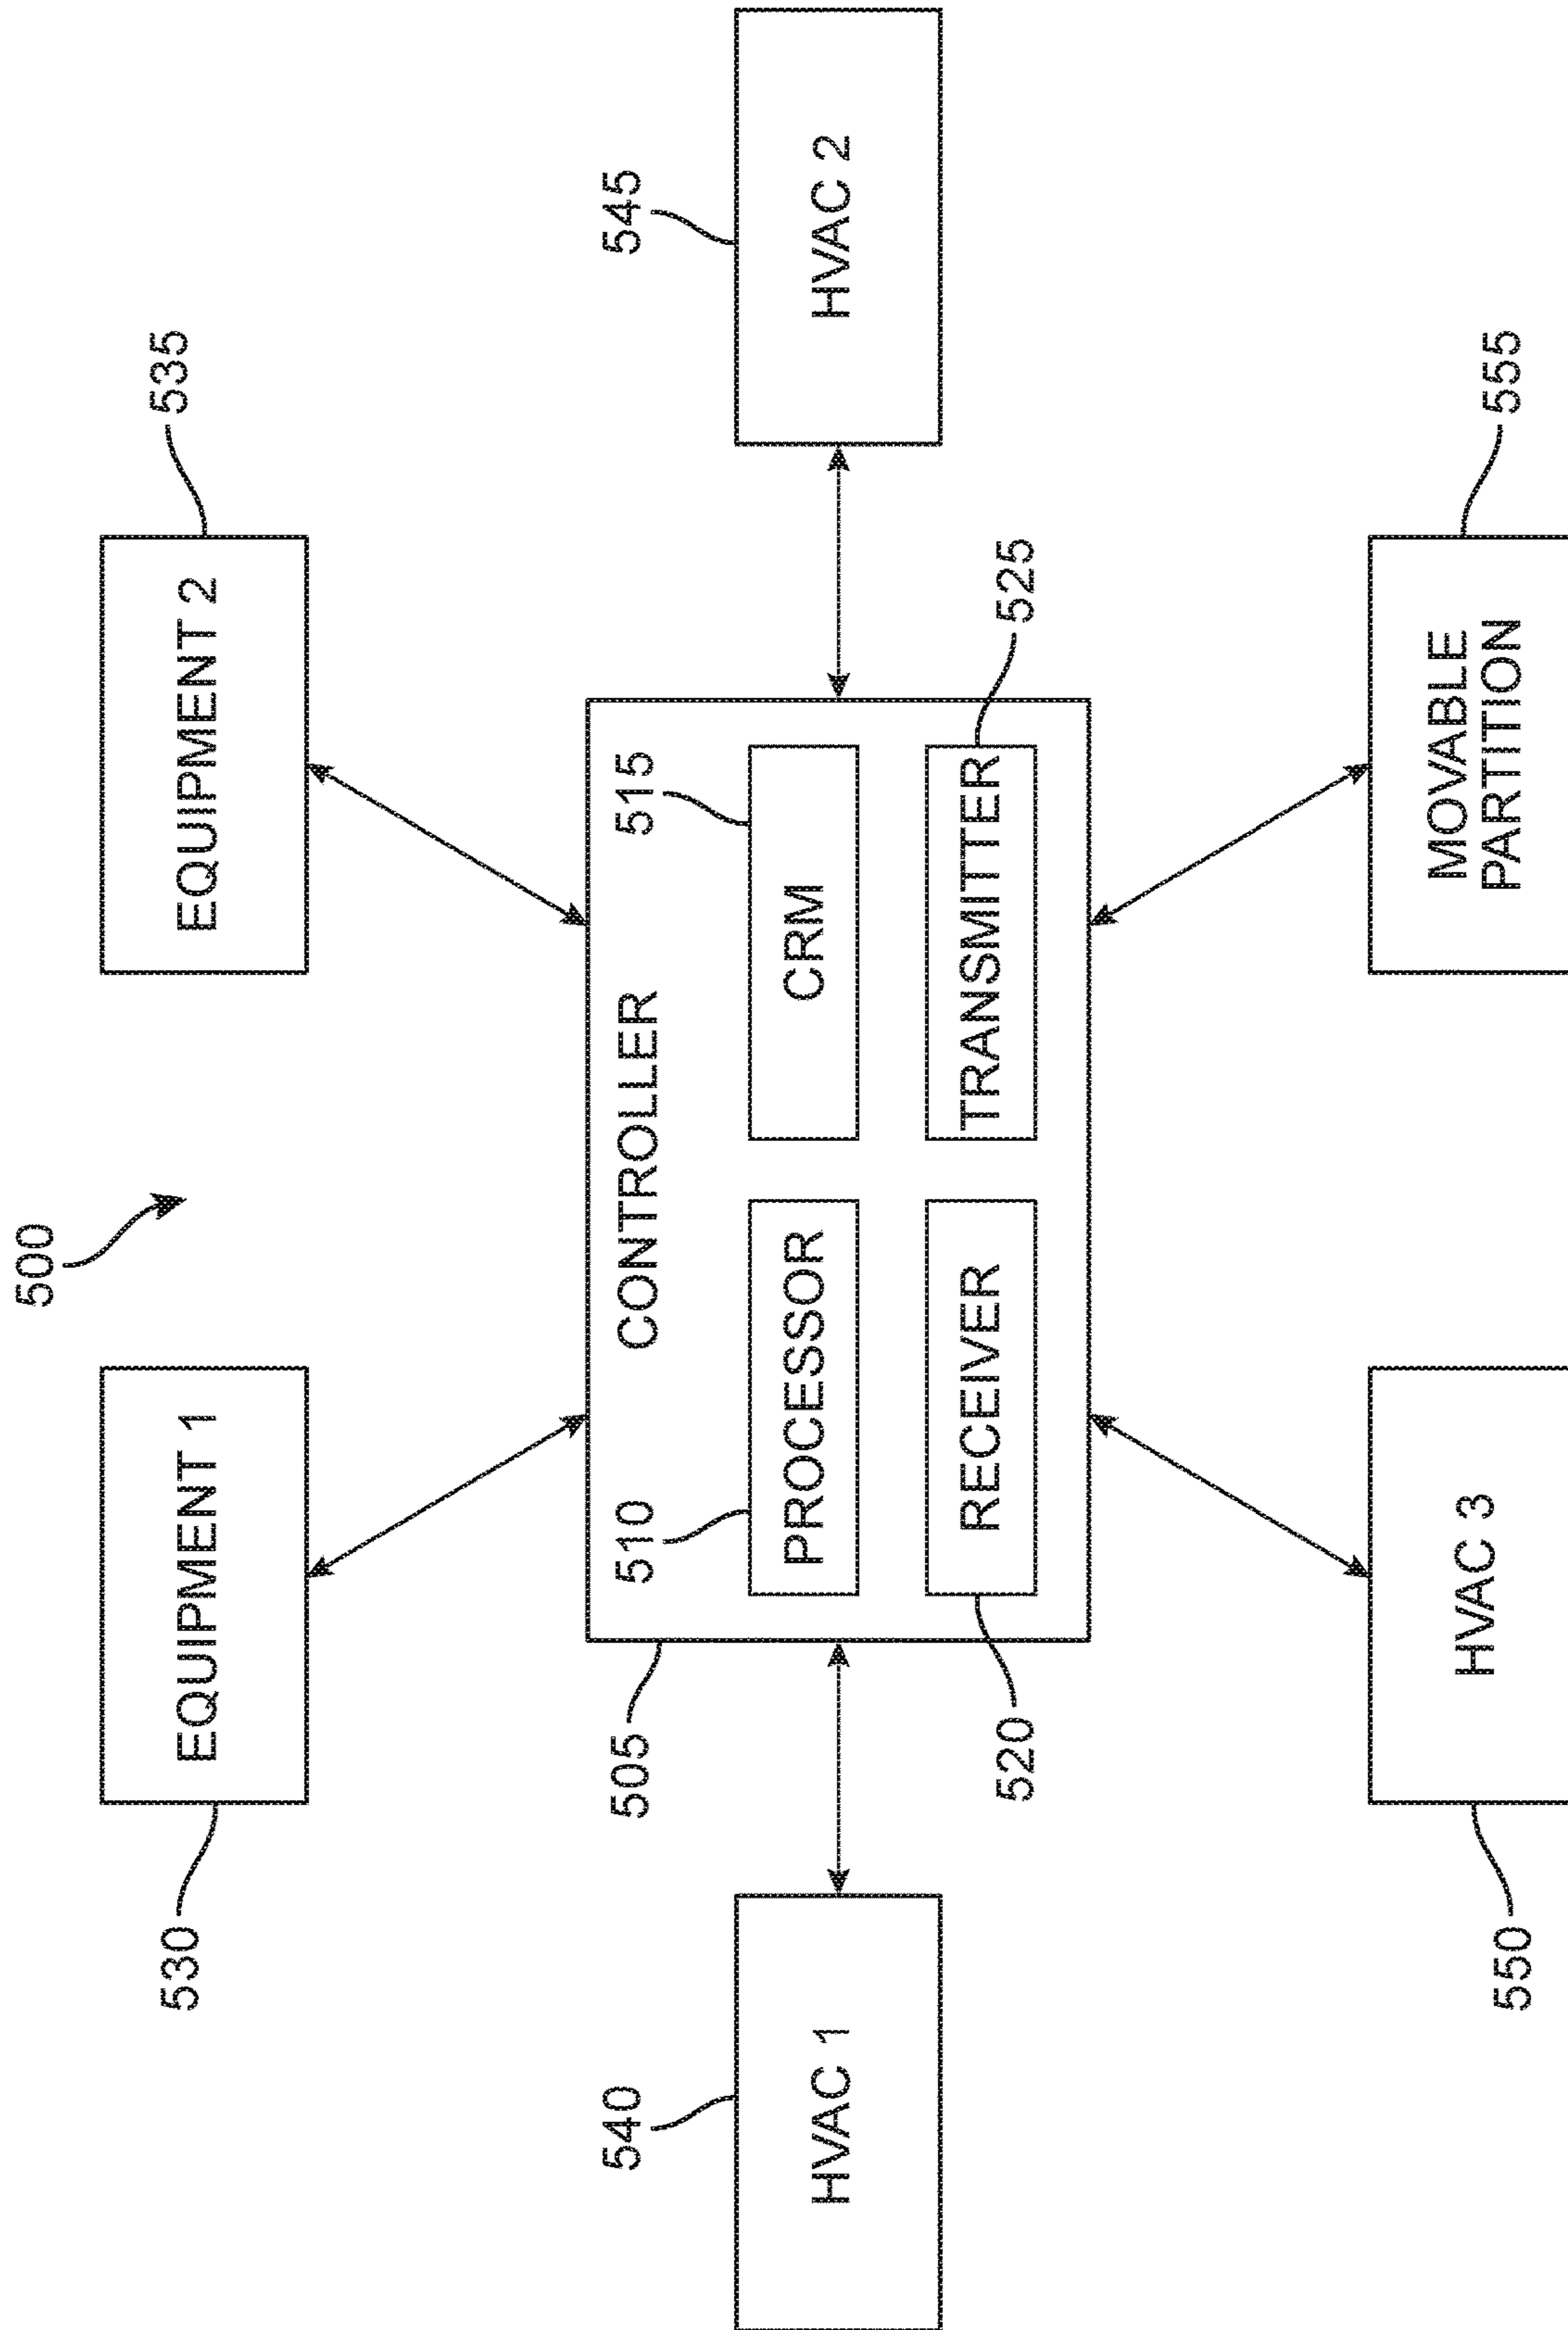 500
530
EQUIPMENT 1
EQUIPMENT 2
535
540
HVAC 1
505
CONTROLLER
510
PROCESSOR
515
CRM
520
RECEIVER
TRANSMITTER
525
545
HVAC 2
550
HVAC 3
MOVABLE
PARTITION
555